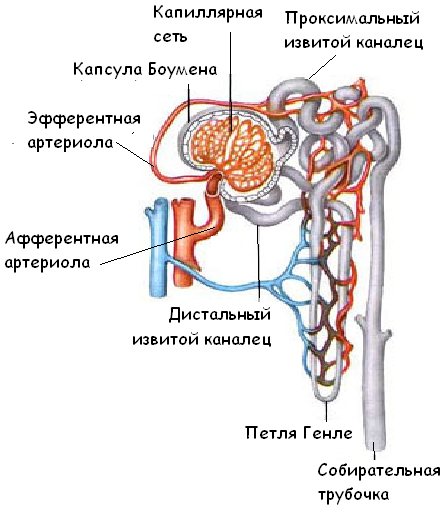 Капиллярная
сеть
Проксимальный
извитой каналец
Капсула Боумена
Эфферентная
артериола
Афферентная
артериола
Дистальный
извитой каналец
Петля Генле
Собирательная
трубочка